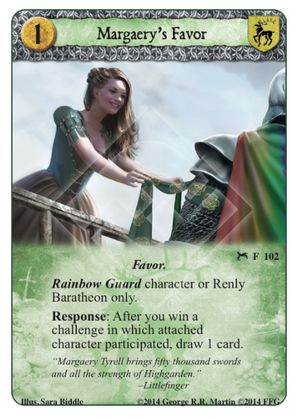 1
Margaery's Favor
F 102
Favor.
Rainbow Guard character or Renly
Baratheon only.
Response: After you win a
challenge in which attached
character participated, draw 1 card.
"Margaery Tyrell brings fifty thousand swords
and all the strength of Highgarden."
–Littlefinger
Illus. Sara Biddle
©2014 George R.R. Martin ©2014 FFG